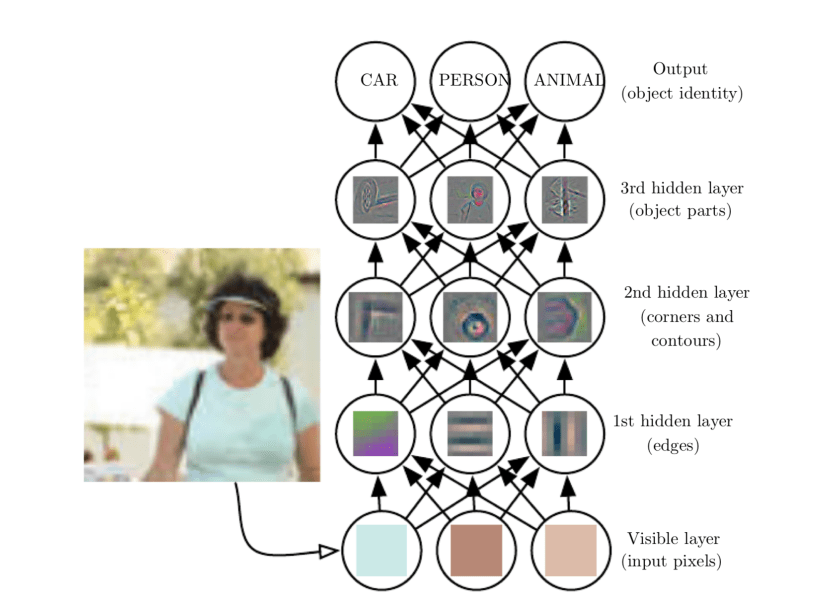 CAR PERSON ANIMAL
Output
(object identity)
3rd hidden layer
(object parts)
2nd hidden layer
(corners and
contours)
1st hidden layer
(edges)
Visible layer
(input pixels)